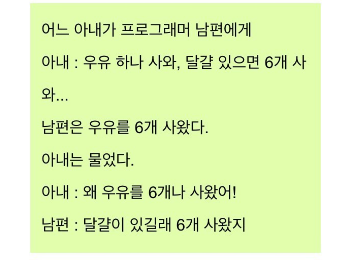 어느 아내가 프로그래머 남편에게
아내 : 우유 하나 사와, 달걀 있으면 6개 사
와...
남편은 우유를 6개 사왔다.
아내는 물었다.
아내 : 왜 우유를 6개나 사왔어!
남편 : 달걀이 있길래 6개 사왔지